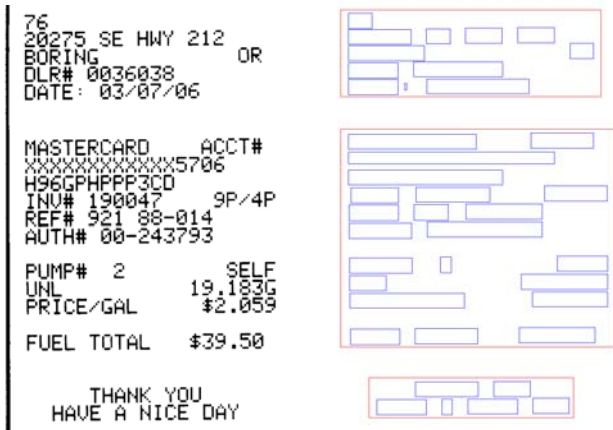 76
20275 SE HWY 212
BORING OR
DLR# 0036038
DATE: 03/07/06
MASTERCARD ACCT#
XXXXXXXXXXXX5706
H96GPHPPP3CD
INV# 190047 9P/4P
REF# 921 88-014
AUTH# 00-243793
PUMP# 2 SELF
UNL 19.183G
PRICE/GAL $2.059
FUEL TOTAL $39.50
THANK YOU
HAVE A NICE DAY